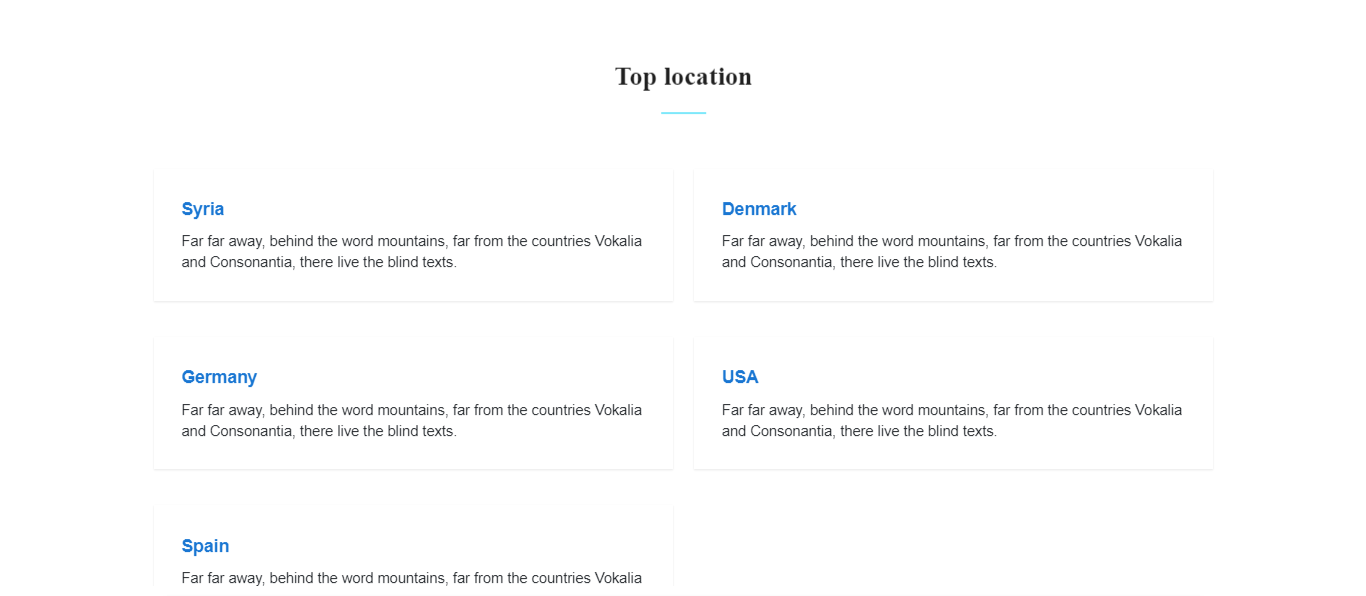 Top location
Syria
Far far away, behind the word mountains, far from the countries Vokalia
and Consonantia, there live the blind texts.
Denmark
Far far away, behind the word mountains, far from the countries Vokalia
and Consonantia, there live the blind texts.
Germany
Far far away, behind the word mountains, far from the countries Vokalia
and Consonantia, there live the blind texts.
USA
Far far away, behind the word mountains, far from the countries Vokalia
and Consonantia, there live the blind texts.
Spain
Far far away, behind the word mountains, far from the countries Vokalia